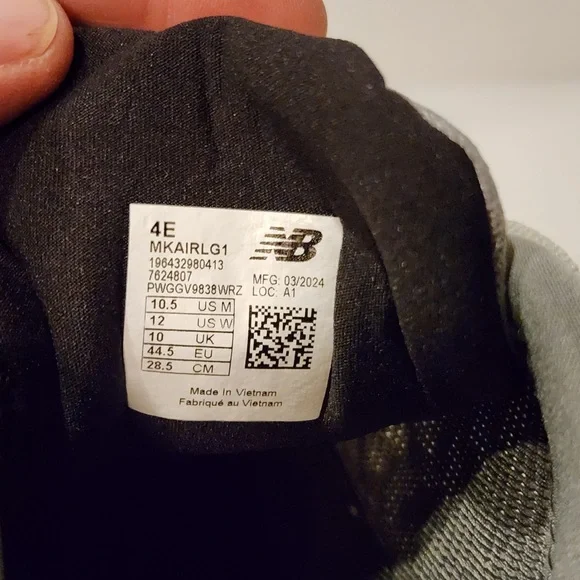 4E
MKAIRLG1
196432980413
7624807
PWGGV9838WRZ
NB
MFG: 03/2024
LOC: A1
10.5 US M
12 US W
10 UK
44.5 EU
28.5 CM
Made In Vietnam
Fabriqué au Vietnam